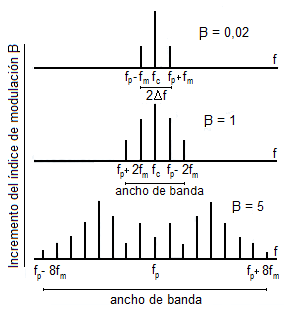 Incremento del índice de modulación β
β = 0,02
f
fp-fm fc fp+fm
2Δf
β = 1
f
fp+ 2fm fc fp- 2fm
ancho de banda
β = 5
f
fp- 8fm fp fp+ 8fm
ancho de banda